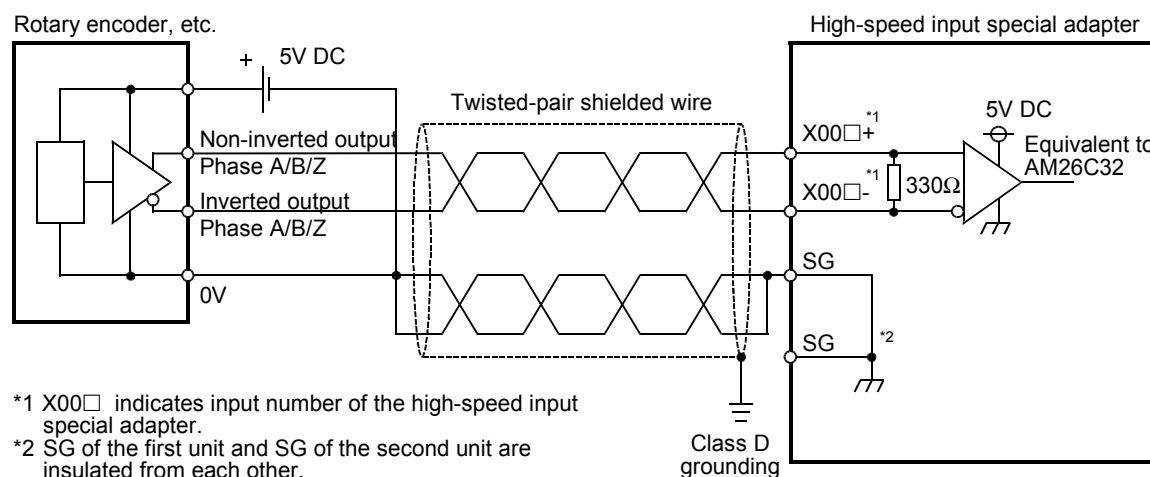 Rotary encoder, etc.
High-speed input special adapter
+ 5V DC
Twisted-pair shielded wire
5V DC
X00□+ *1
Non-inverted output
Phase A/B/Z
Equivalent to
AM26C32
X00□- *1
330Ω
Inverted output
Phase A/B/Z
SG
0V
SG
*2
*1 X00□ indicates input number of the high-speed input
special adapter.
*2 SG of the first unit and SG of the second unit are
insulated from each other.
Class D
grounding